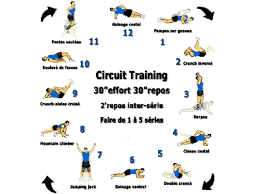 Gainage costal
12
Pompes sur genoux
1
Fentes sautées
11
2
Crunch inversé
Circuit Training
Soulevé de fesses
10
30"effort 30"repos
3
2'repos inter-série
9
Crunch-alataz croisé
Burpee
Faire de 1 à 5 séries
8
4
Mountain climber
Ciseau costal
7
6
5
Jumping jack
Gainage ventral
Double crunch